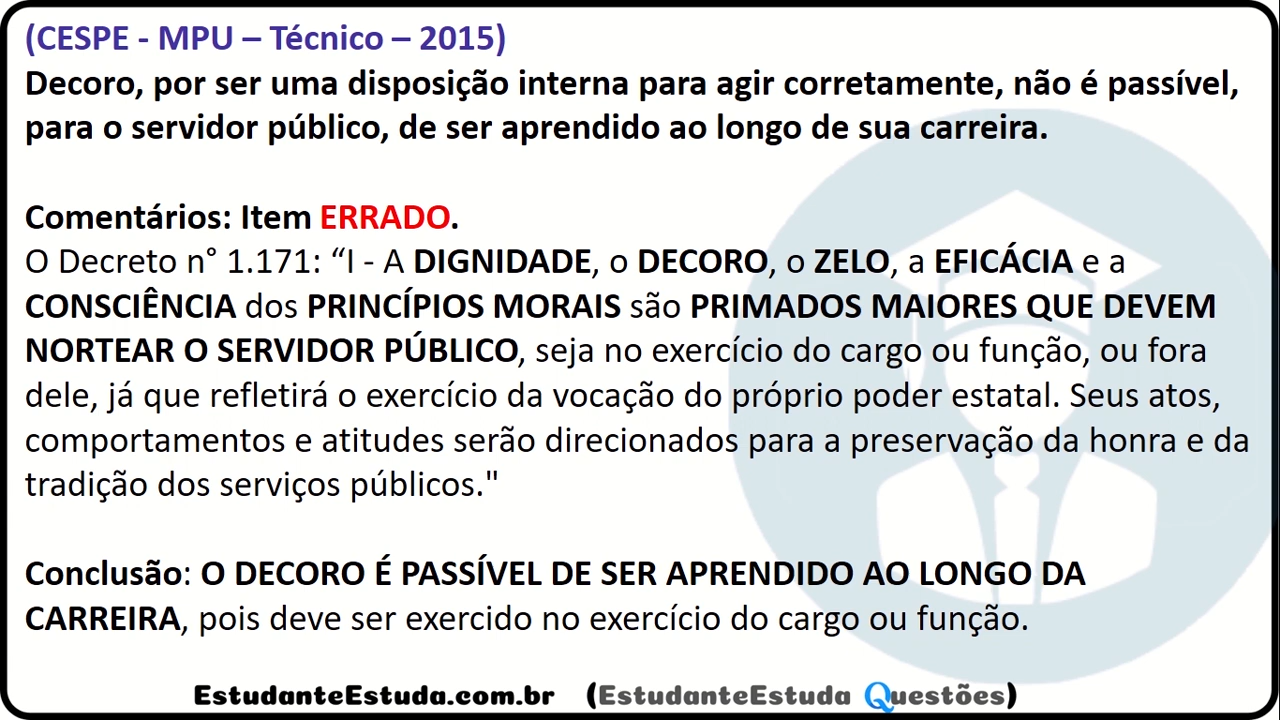 (CESPE - MPU – Técnico – 2015)
Decoro, por ser uma disposição interna para agir corretamente, não é passível,
para o servidor público, de ser aprendido ao longo de sua carreira.
Comentários: Item ERRADO.
O Decreto n° 1.171: “I - A DIGNIDADE, o DECORO, o ZELO, a EFICÁCIA e a
CONSCIÊNCIA dos PRINCÍPIOS MORAIS são PRIMADOS MAIORES QUE DEVEM
NORTEAR O SERVIDOR PÚBLICO, seja no exercício do cargo ou função, ou fora
dele, já que refletirá o exercício da vocação do próprio poder estatal. Seus atos,
comportamentos e atitudes serão direcionados para a preservação da honra e da
tradição dos serviços públicos."
Conclusão: O DECORO É PASSÍVEL DE SER APRENDIDO AO LONGO DA
CARREIRA, pois deve ser exercido no exercício do cargo ou função.
EstudanteEstuda.com.br (EstudanteEstuda Questões)